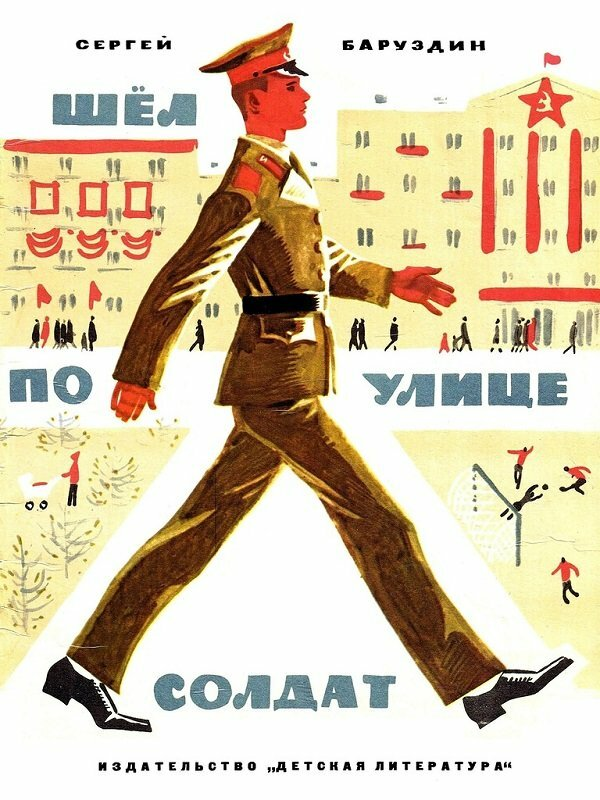 СЕРГЕЙ БАРУЗДИН
ШЁЛ
ПО УЛИЦЕ
СОЛДАТ
ИЗДАТЕЛЬСТВО „ДЕТСКАЯ ЛИТЕРАТУРА“